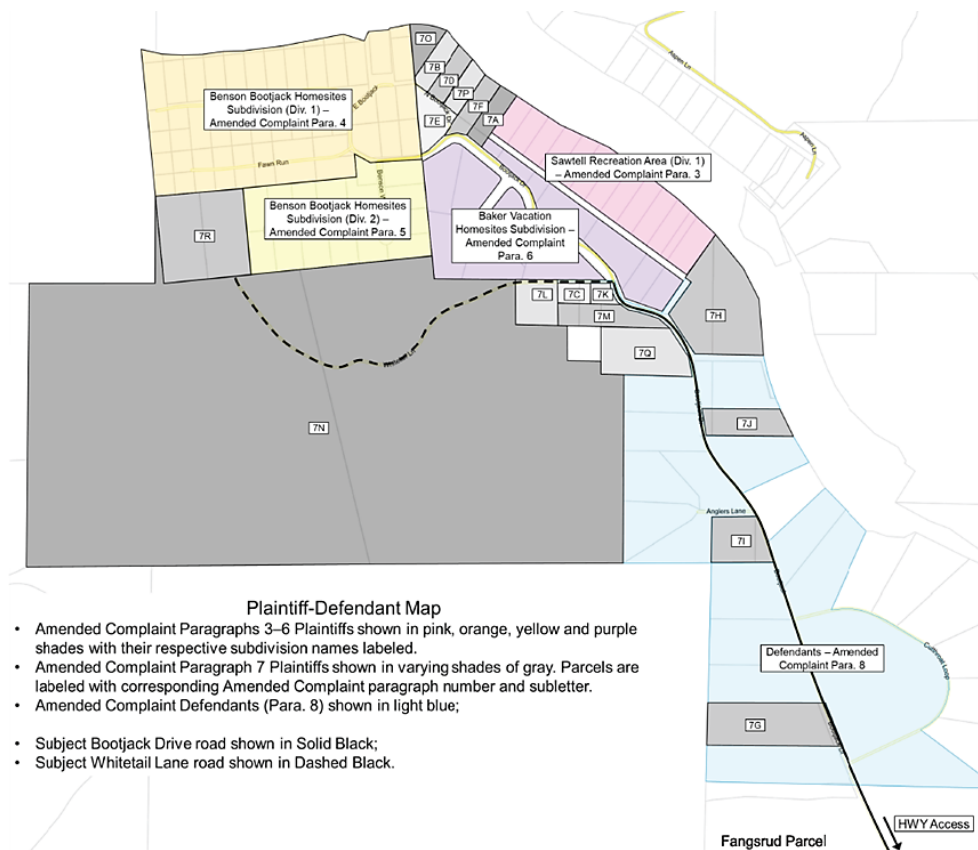 Aspen Ln
Aspen Ln
7O
7B
7D
7P
7F
7A
7E
E Bootjack
Benson Bootjack Homesites
Subdivision (Div. 1) –
Amended Complaint Para. 4
Fawn Run
Bootjack Dr
Sawtell Recreation Area (Div. 1)
– Amended Complaint Para. 3
Benson Bootjack Homesites
Subdivision (Div. 2) –
Amended Complaint Para. 5
Baker Vacation
Homesites Subdivision –
Amended Complaint
Para. 6
7R
7L
7C
7K
7M
7H
7Q
7N
7J
Anglers Lane
7I
Defendants – Amended
Complaint Para. 8
Cutthroat Loop
7G
Plaintiff-Defendant Map
• Amended Complaint Paragraphs 3–6 Plaintiffs shown in pink, orange, yellow and purple
shades with their respective subdivision names labeled.
• Amended Complaint Paragraph 7 Plaintiffs shown in varying shades of gray. Parcels are
labeled with corresponding Amended Complaint paragraph number and subletter.
• Amended Complaint Defendants (Para. 8) shown in light blue;
• Subject Bootjack Drive road shown in Solid Black;
• Subject Whitetail Lane road shown in Dashed Black.
HWY Access
Fangsrud Parcel